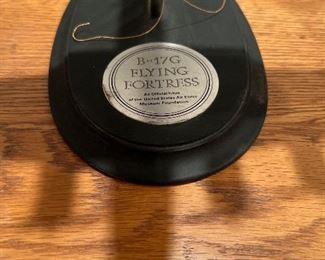 B-17G
FLYING
FORTRESS
An Official Issue
of the United States Air Force
Museum Foundation